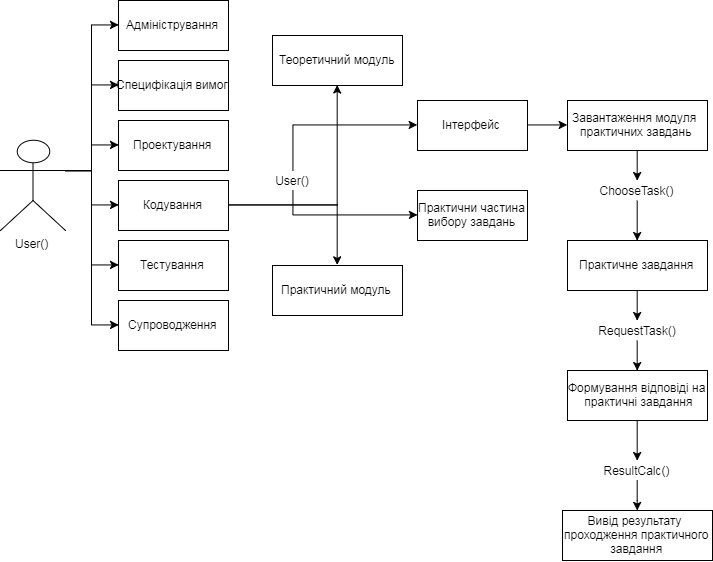 Адміністрування
Специфікація вимог
Проектування
Кодування
Тестування
Супроводження
User()
Теоретичний модуль
User()
Практичний модуль
Інтерфейс
Практични частина
вибору завдань
Завантаження модуля
практичних завдань
ChooseTask()
Практичне завдання
RequestTask()
Формування відповіді на
практичні завдання
ResultCalc()
Вивід результату
проходження практичного
завдання